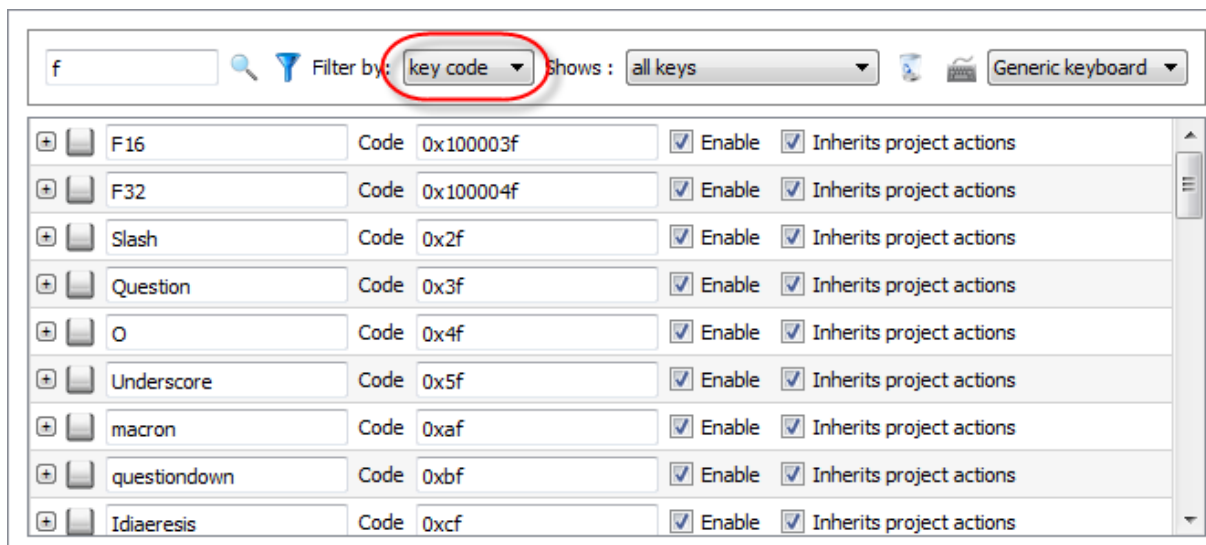 f Filter by: key code Shows : all keys Generic keyboard
F16 Code 0x100003f Enable Inherits project actions
F32 Code 0x100004f Enable Inherits project actions
Slash Code 0x2f Enable Inherits project actions
Question Code 0x3f Enable Inherits project actions
O Code 0x4f Enable Inherits project actions
Underscore Code 0x5f Enable Inherits project actions
macron Code 0xaf Enable Inherits project actions
questiondown Code 0xbf Enable Inherits project actions
Idiaeresis Code 0xcf Enable Inherits project actions